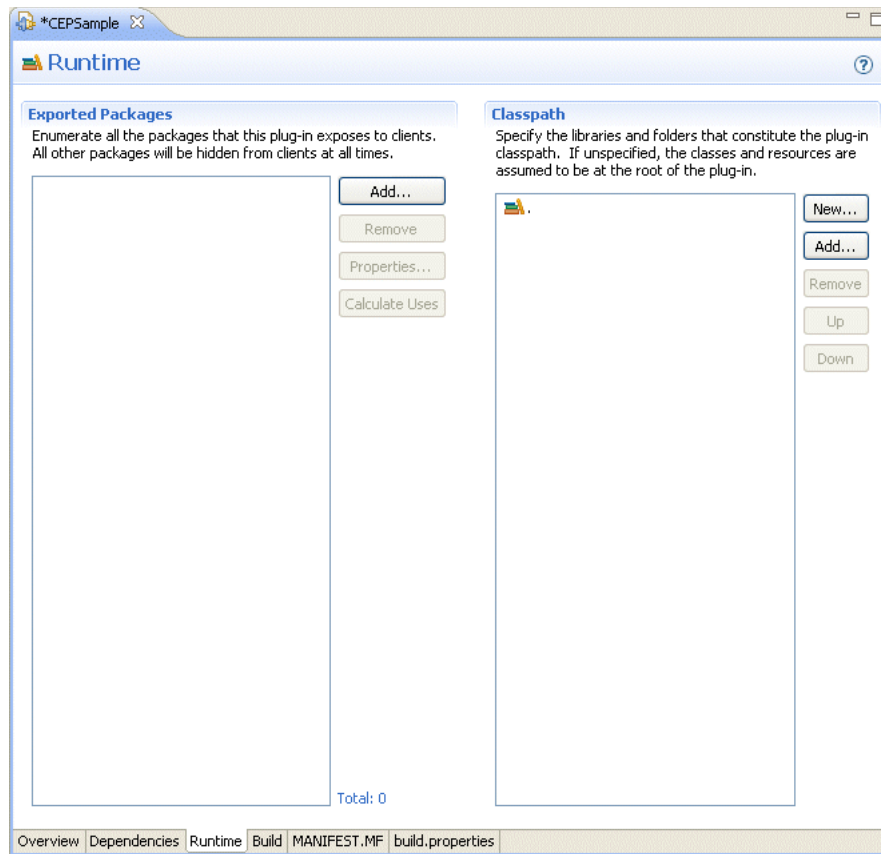 *CEPSample
Runtime
Exported Packages
Enumerate all the packages that this plug-in exposes to clients.
All other packages will be hidden from clients at all times.
Add...
Remove
Properties...
Calculate Uses
Total: 0
Classpath
Specify the libraries and folders that constitute the plug-in
classpath.  If unspecified, the classes and resources are
assumed to be at the root of the plug-in.
.
New...
Add...
Remove
Up
Down
Overview Dependencies Runtime Build MANIFEST.MF build.properties